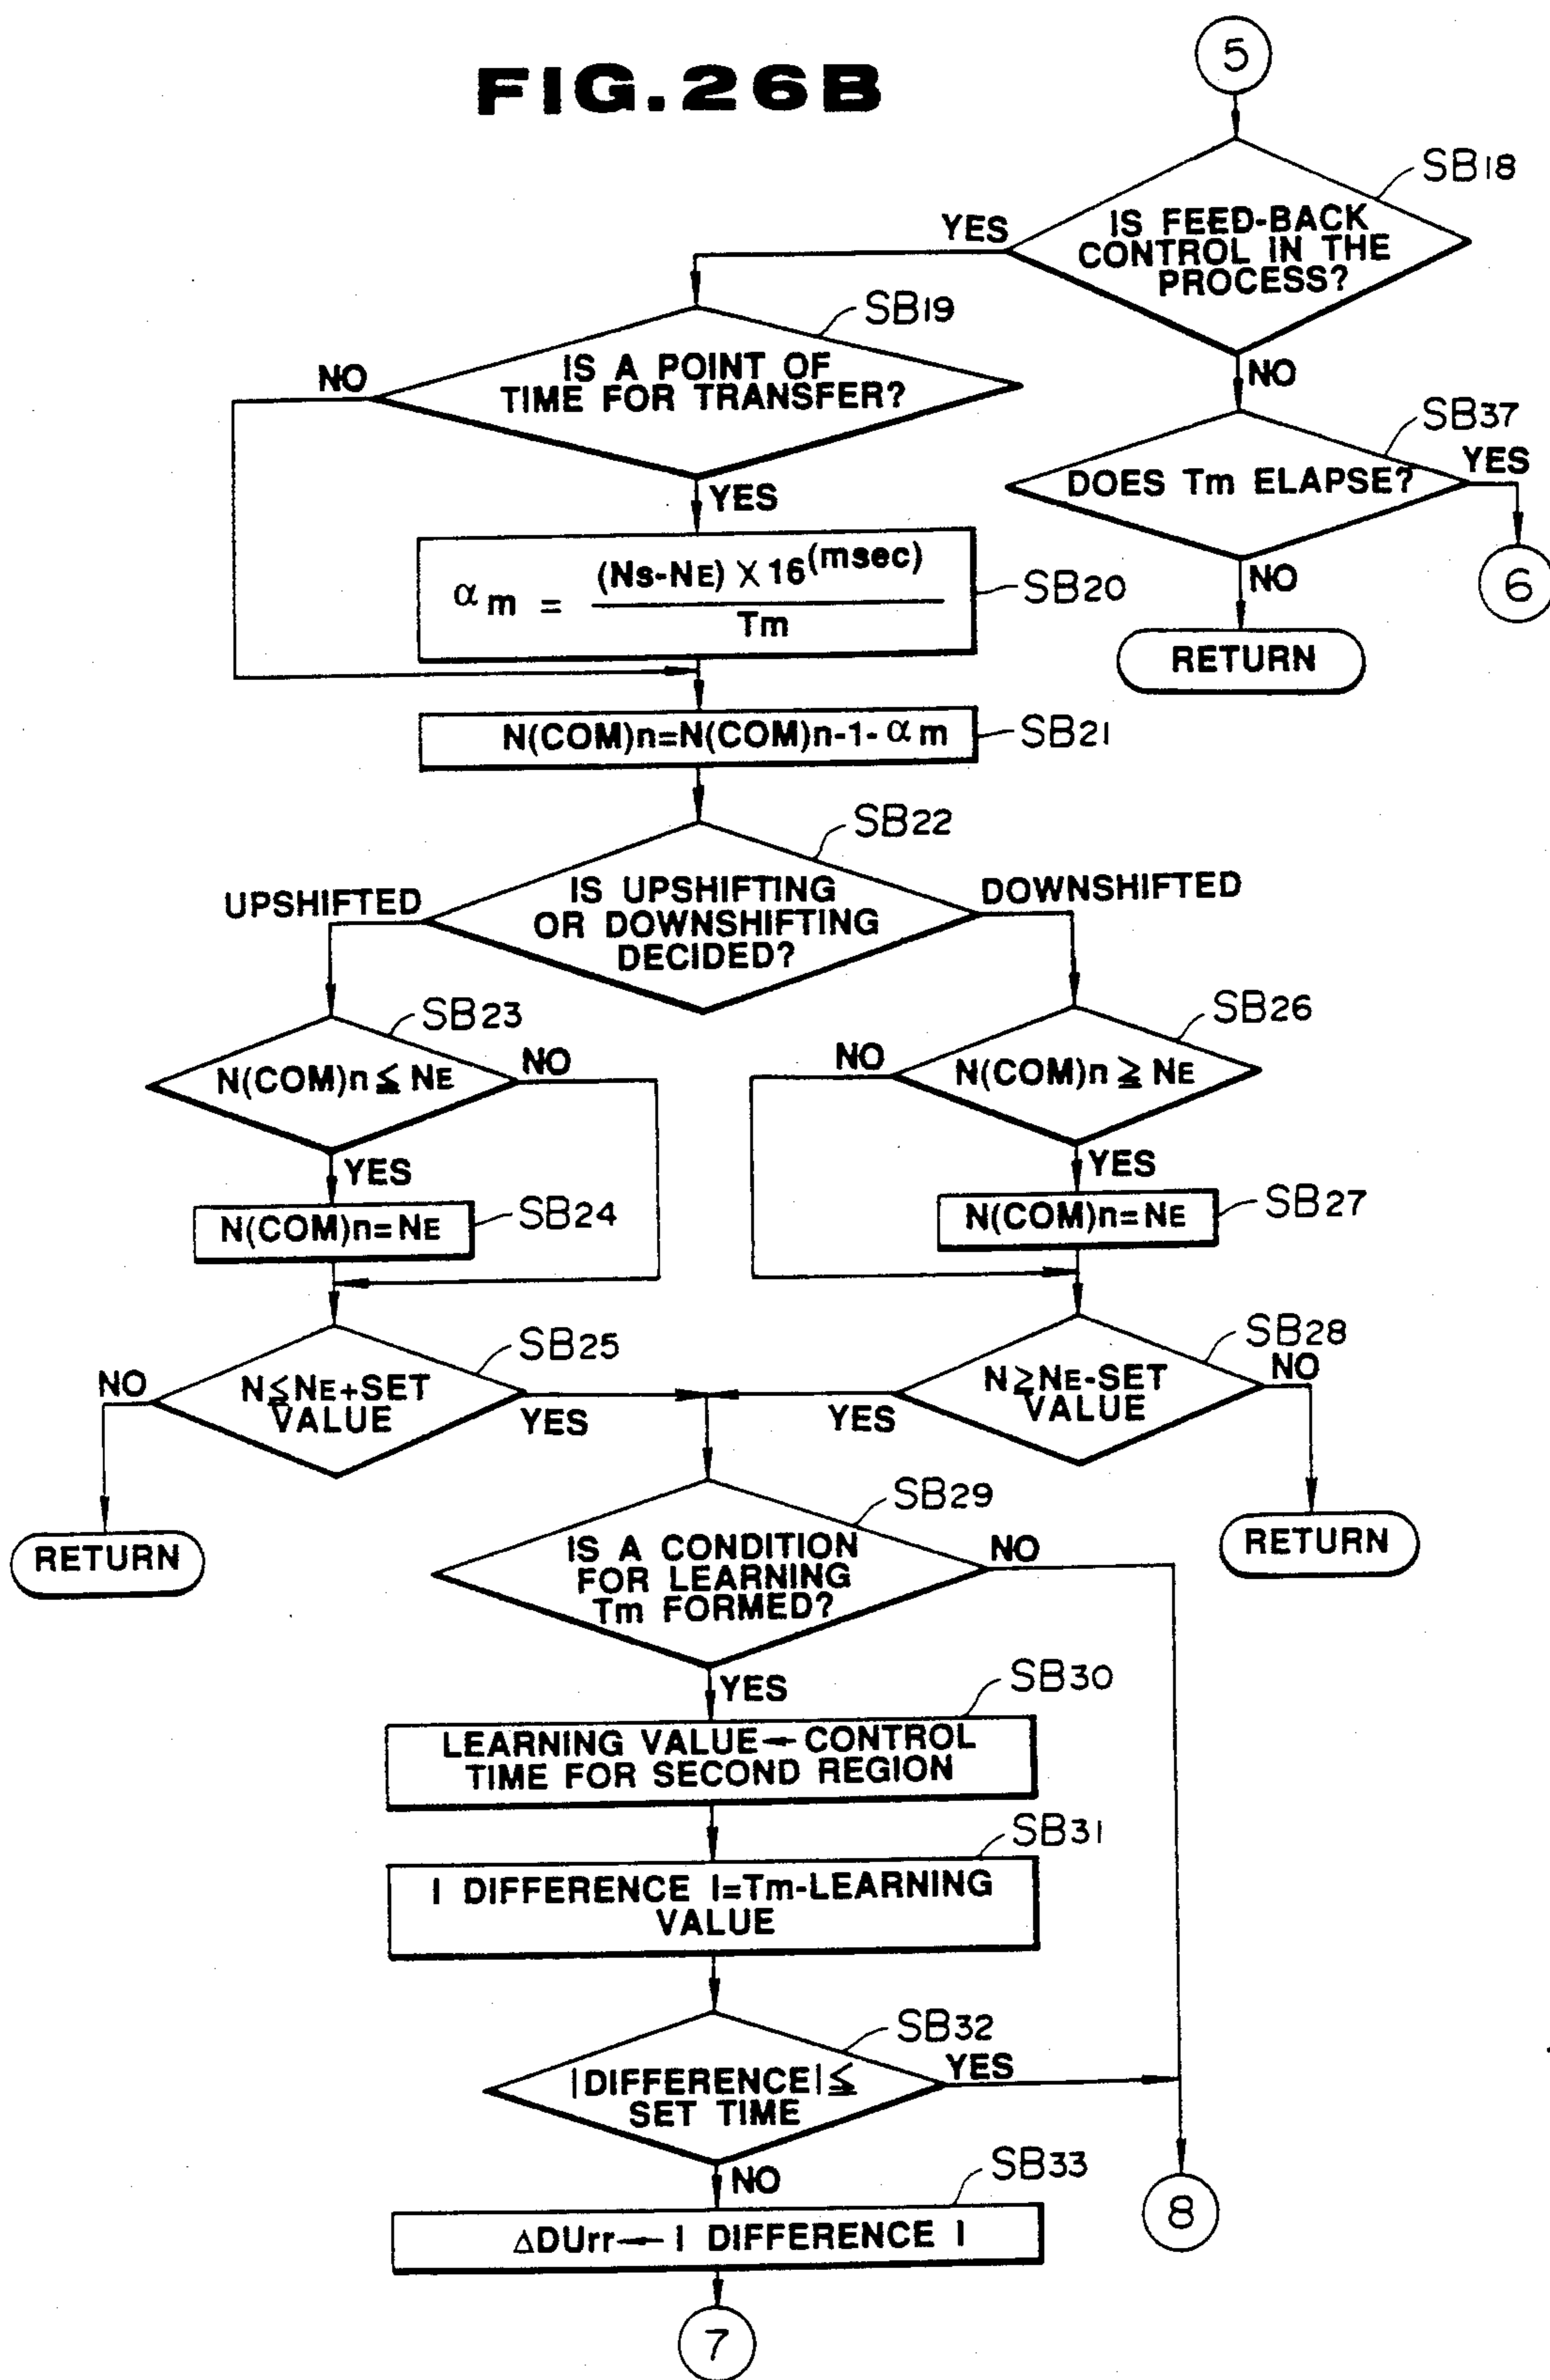 FIG.26B
5
SB18
IS FEED-BACK
CONTROL IN THE
PROCESS?
YES
NO
SB19
IS A POINT OF
TIME FOR TRANSFER?
NO
YES
SB37
DOES Tm ELAPSE?
YES
NO
6
RETURN
SB20
αm = (Ns-NE) X 16(msec)
Tm
SB21
N(COM)n=N(COM)n-1-αm
SB22
IS UPSHIFTING
OR DOWNSHIFTING
DECIDED?
UPSHIFTED
DOWNSHIFTED
SB23
N(COM)n ≦ NE
NO
YES
SB26
N(COM)n ≧ NE
NO
YES
SB24
N(COM)n=NE
SB27
N(COM)n=NE
SB25
N≦NE+SET
VALUE
NO
YES
SB28
N≧NE-SET
VALUE
YES
NO
RETURN
RETURN
SB29
IS A CONDITION
FOR LEARNING
Tm FORMED?
NO
YES
SB30
LEARNING VALUE←CONTROL
TIME FOR SECOND REGION
SB31
| DIFFERENCE |=Tm-LEARNING
VALUE
SB32
|DIFFERENCE|≦
SET TIME
YES
NO
SB33
ΔDUrr← | DIFFERENCE |
8
7